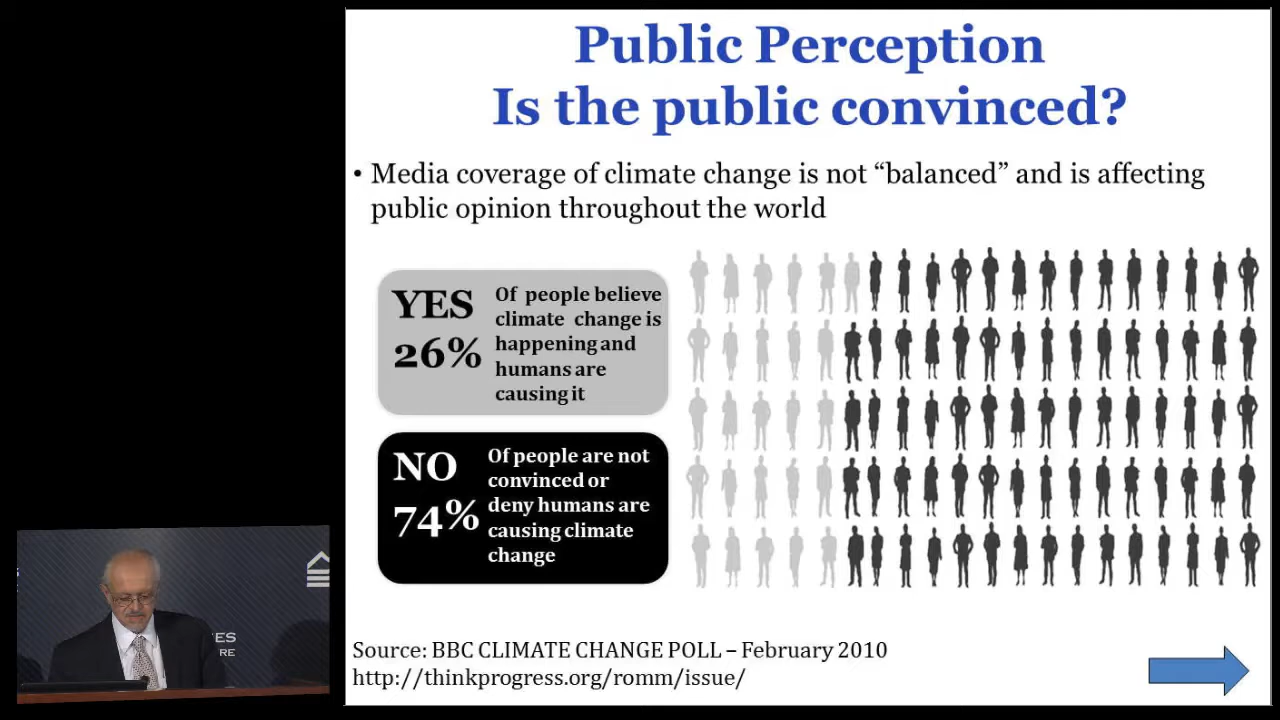 Public Perception
Is the public convinced?
• Media coverage of climate change is not “balanced” and is affecting
public opinion throughout the world
YES
26%
Of people believe
climate change is
happening and
humans are
causing it
NO
74%
Of people are not
convinced or
deny humans are
causing climate
change
Source: BBC CLIMATE CHANGE POLL – February 2010
http://thinkprogress.org/romm/issue/